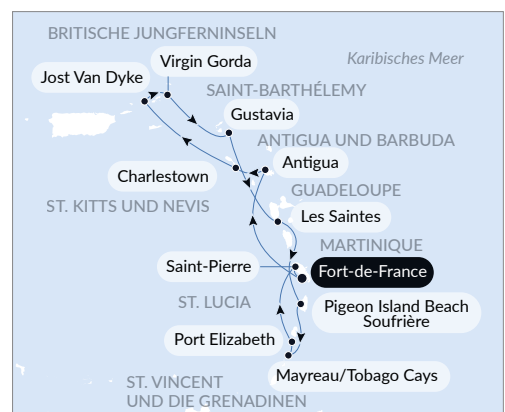 BRITISCHE JUNGFERNINSELN
Virgin Gorda
Karibisches Meer
Jost Van Dyke
SAINT-BARTHÉLEMY
Gustavia
ANTIGUA UND BARBUDA
Antigua
Charlestown
GUADELOUPE
ST. KITTS UND NEVIS
Les Saintes
MARTINIQUE
Saint-Pierre
Fort-de-France
ST. LUCIA
Pigeon Island Beach
Soufrière
Port Elizabeth
Mayreau/Tobago Cays
ST. VINCENT
UND DIE GRENADINEN